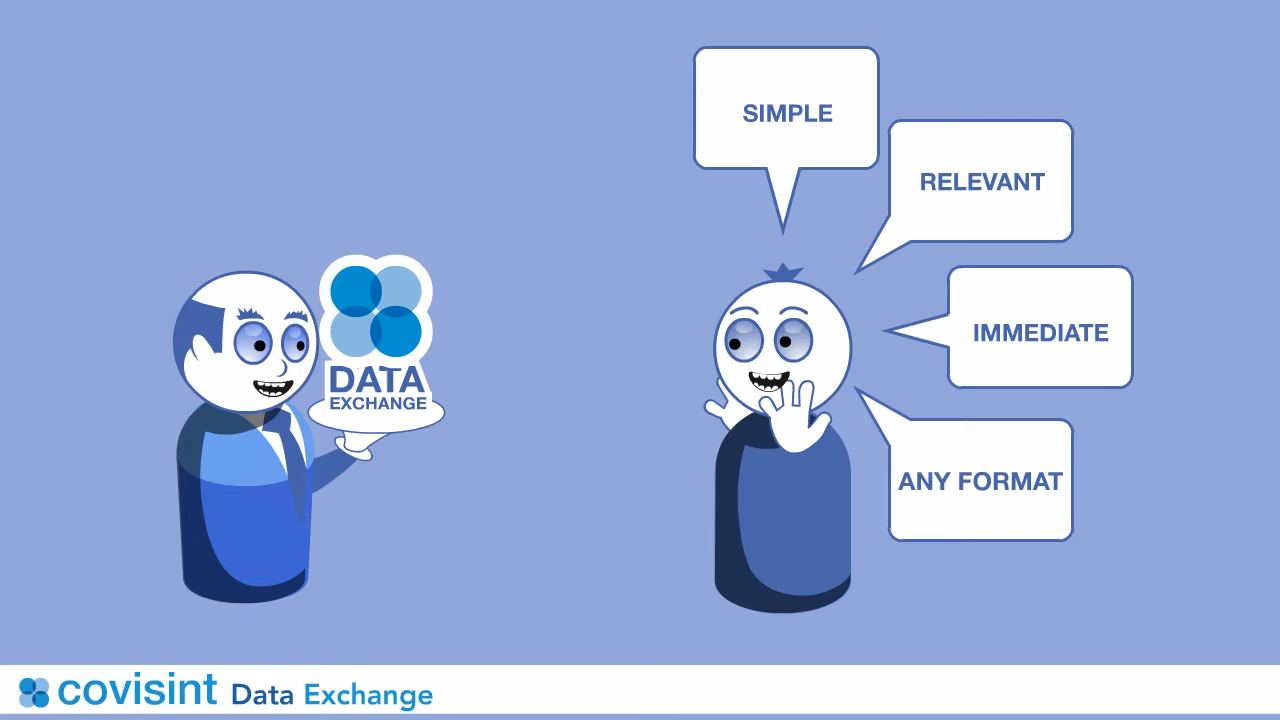 SIMPLE
RELEVANT
IMMEDIATE
ANY FORMAT
DATA
EXCHANGE
covisint Data Exchange